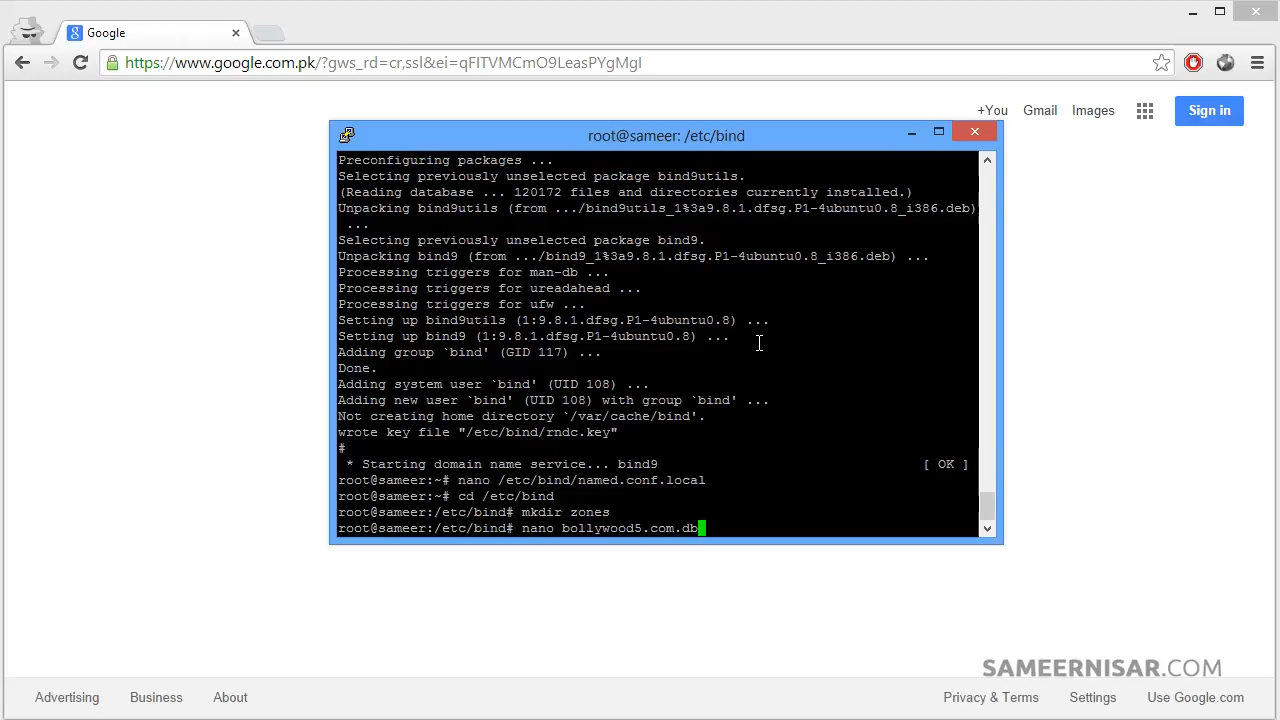 Google
https://www.google.com.pk/?gws_rd=cr,ssl&ei=qFITVMCmO9LeasPYgMgI
+You Gmail Images Sign in
root@sameer: /etc/bind
Preconfiguring packages ...
Selecting previously unselected package bind9utils.
(Reading database ... 120172 files and directories currently installed.)
Unpacking bind9utils (from .../bind9utils_1%3a9.8.1.dfsg.P1-4ubuntu0.8_i386.deb)
...
Selecting previously unselected package bind9.
Unpacking bind9 (from .../bind9_1%3a9.8.1.dfsg.P1-4ubuntu0.8_i386.deb) ...
Processing triggers for man-db ...
Processing triggers for ureadahead ...
Processing triggers for ufw ...
Setting up bind9utils (1:9.8.1.dfsg.P1-4ubuntu0.8) ...
Setting up bind9 (1:9.8.1.dfsg.P1-4ubuntu0.8) ...
Adding group `bind' (GID 117) ...
Done.
Adding system user `bind' (UID 108) ...
Adding new user `bind' (UID 108) with group `bind' ...
Not creating home directory `/var/cache/bind'.
wrote key file "/etc/bind/rndc.key"
#
* Starting domain name service... bind9 [ OK ]
root@sameer:~# nano /etc/bind/named.conf.local
root@sameer:~# cd /etc/bind
root@sameer:/etc/bind# mkdir zones
root@sameer:/etc/bind# nano bollywood5.com.db
SAMEERNISAR.COM
Advertising Business About Privacy & Terms Settings Use Google.com